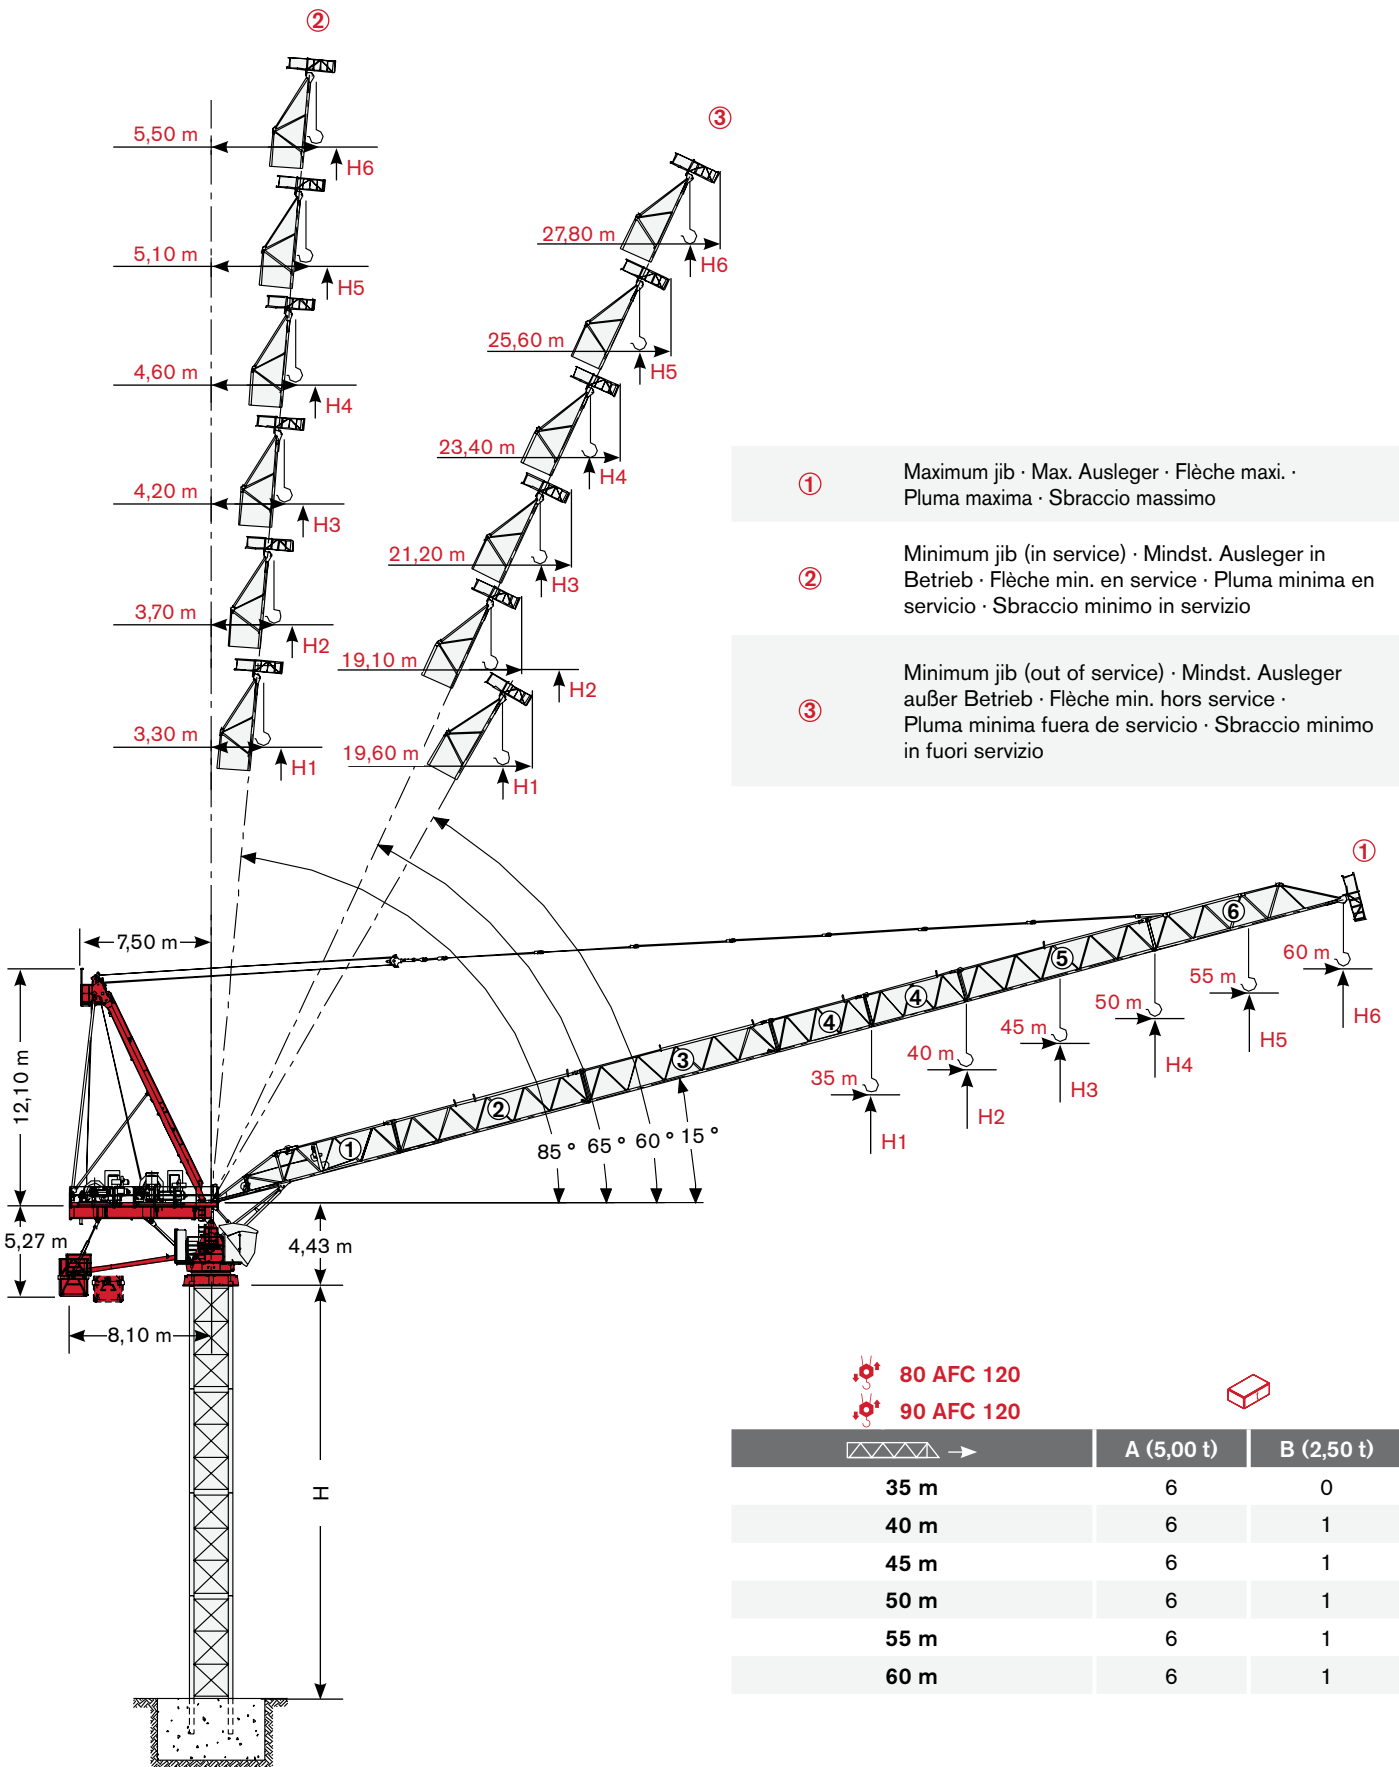 ②
③
5,50 m
H6
5,10 m
H5
4,60 m
H4
4,20 m
H3
3,70 m
H2
3,30 m
H1
27,80 m
H6
25,60 m
H5
23,40 m
H4
21,20 m
H3
19,10 m
H2
19,60 m
H1
① Maximum jib · Max. Ausleger · Flèche maxi. ·
Pluma maxima · Sbraccio massimo
② Minimum jib (in service) · Mindst. Ausleger in
Betrieb · Flèche min. en service · Pluma minima en
servicio · Sbraccio minimo in servizio
③ Minimum jib (out of service) · Mindst. Ausleger
außer Betrieb · Flèche min. hors service ·
Pluma minima fuera de servicio · Sbraccio minimo
in fuori servizio
①
7,50 m
12,10 m
5,27 m
8,10 m
4,43 m
H
① ② ③ ④ ④ ⑤ ⑥
85° 65° 60° 15°
35 m
H1
40 m
H2
45 m
H3
50 m
H4
55 m
H5
60 m
H6
80 AFC 120
90 AFC 120
A (5,00 t) B (2,50 t)
35 m 6 0
40 m 6 1
45 m 6 1
50 m 6 1
55 m 6 1
60 m 6 1